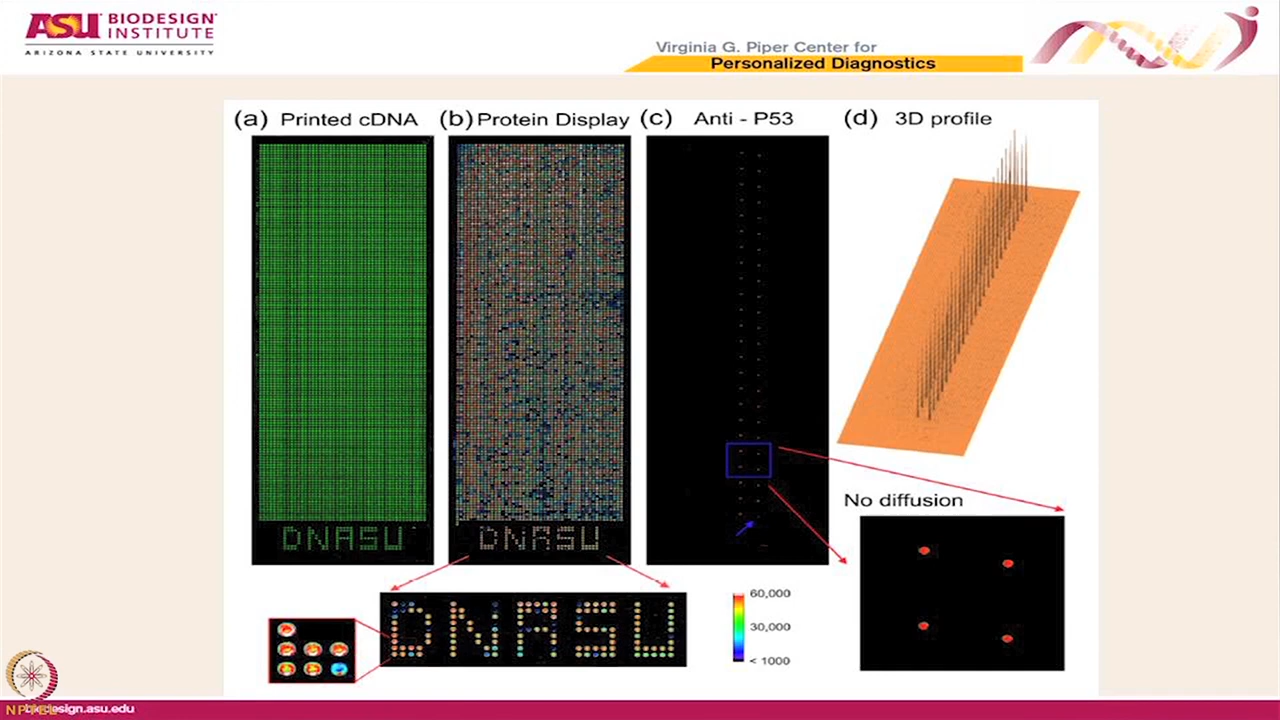 ASU BIODESIGN INSTITUTE
ARIZONA STATE UNIVERSITY
Virginia G. Piper Center for
Personalized Diagnostics
(a) Printed cDNA
(b) Protein Display
(c) Anti - P53
(d) 3D profile
DNASU
DNASU
No diffusion
DNASU
60,000
30,000
< 1000
NPTEL
biodesign.asu.edu